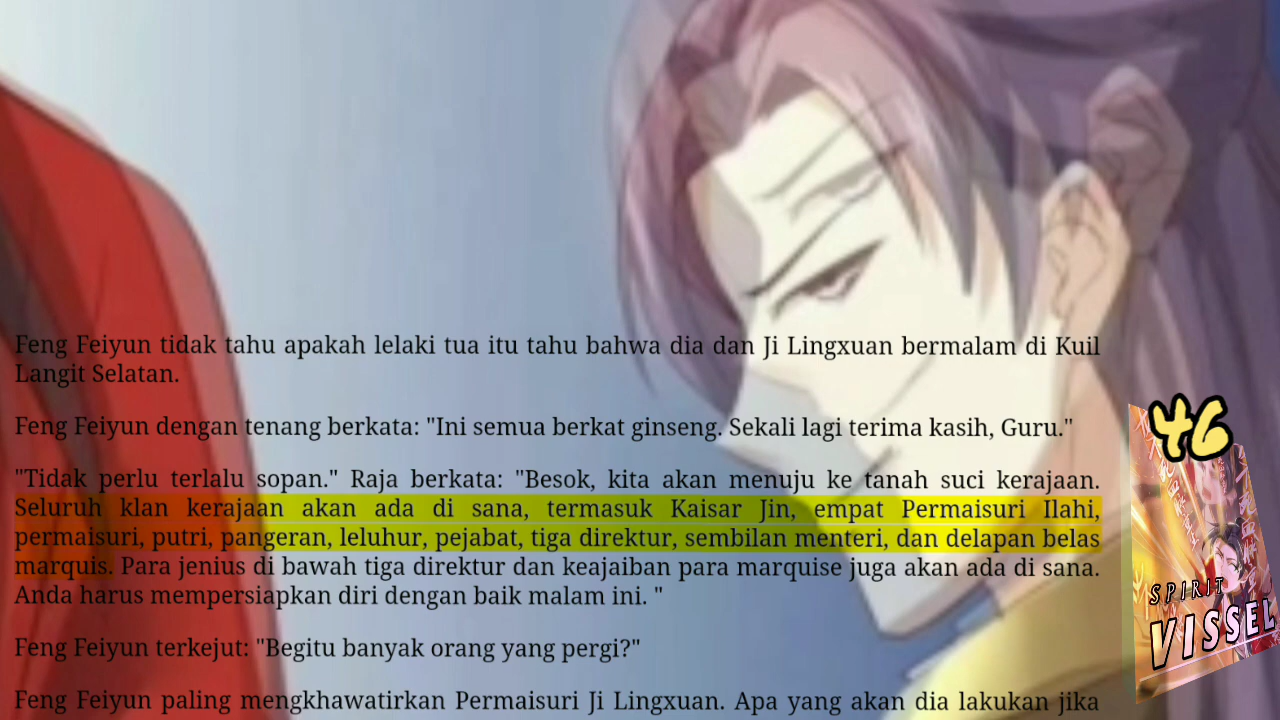 Feng Feiyun tidak tahu apakah lelaki tua itu tahu bahwa dia dan Ji Lingxuan bermalam di Kuil
Langit Selatan.
Feng Feiyun dengan tenang berkata: "Ini semua berkat ginseng. Sekali lagi terima kasih, Guru."
"Tidak perlu terlalu sopan." Raja berkata: "Besok, kita akan menuju ke tanah suci kerajaan.
Seluruh klan kerajaan akan ada di sana, termasuk Kaisar Jin, empat Permaisuri Ilahi,
permaisuri, putri, pangeran, leluhur, pejabat, tiga direktur, sembilan menteri, dan delapan belas
marquis. Para jenius di bawah tiga direktur dan keajaiban para marquise juga akan ada di sana.
Anda harus mempersiapkan diri dengan baik malam ini. "
Feng Feiyun terkejut: "Begitu banyak orang yang pergi?"
Feng Feiyun paling mengkhawatirkan Permaisuri Ji Lingxuan. Apa yang akan dia lakukan jika
46
SPIRIT
VISSEL